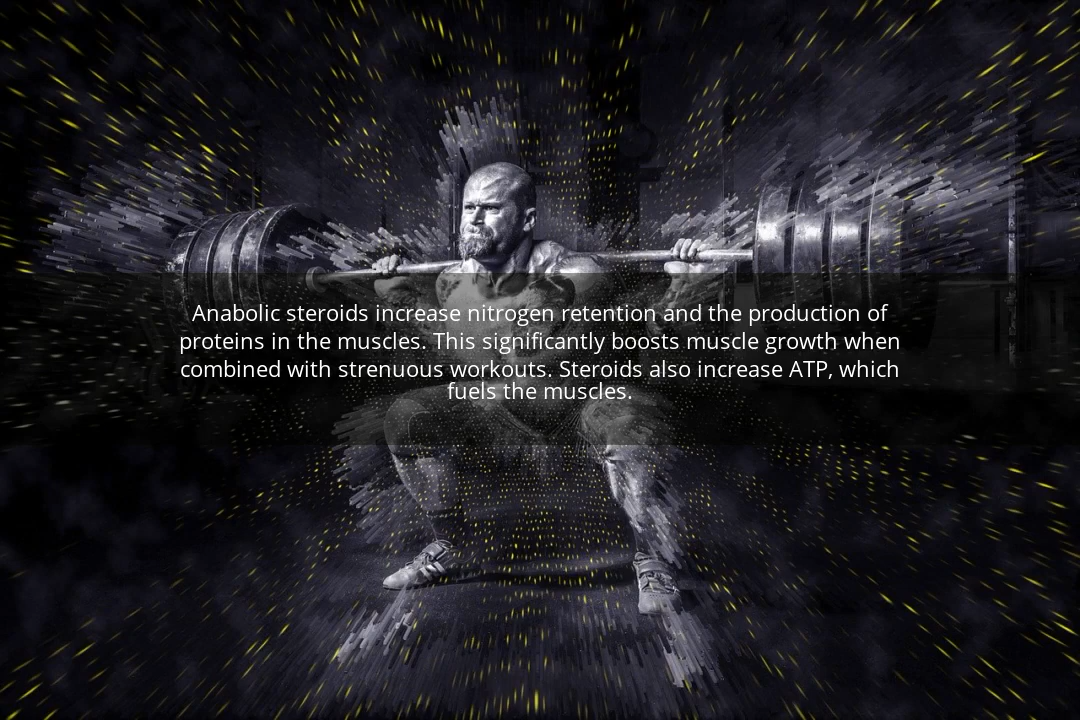 Anabolic steroids increase nitrogen retention and the production of
proteins in the muscles. This significantly boosts muscle growth when
combined with strenuous workouts. Steroids also increase ATP, which
fuels the muscles.